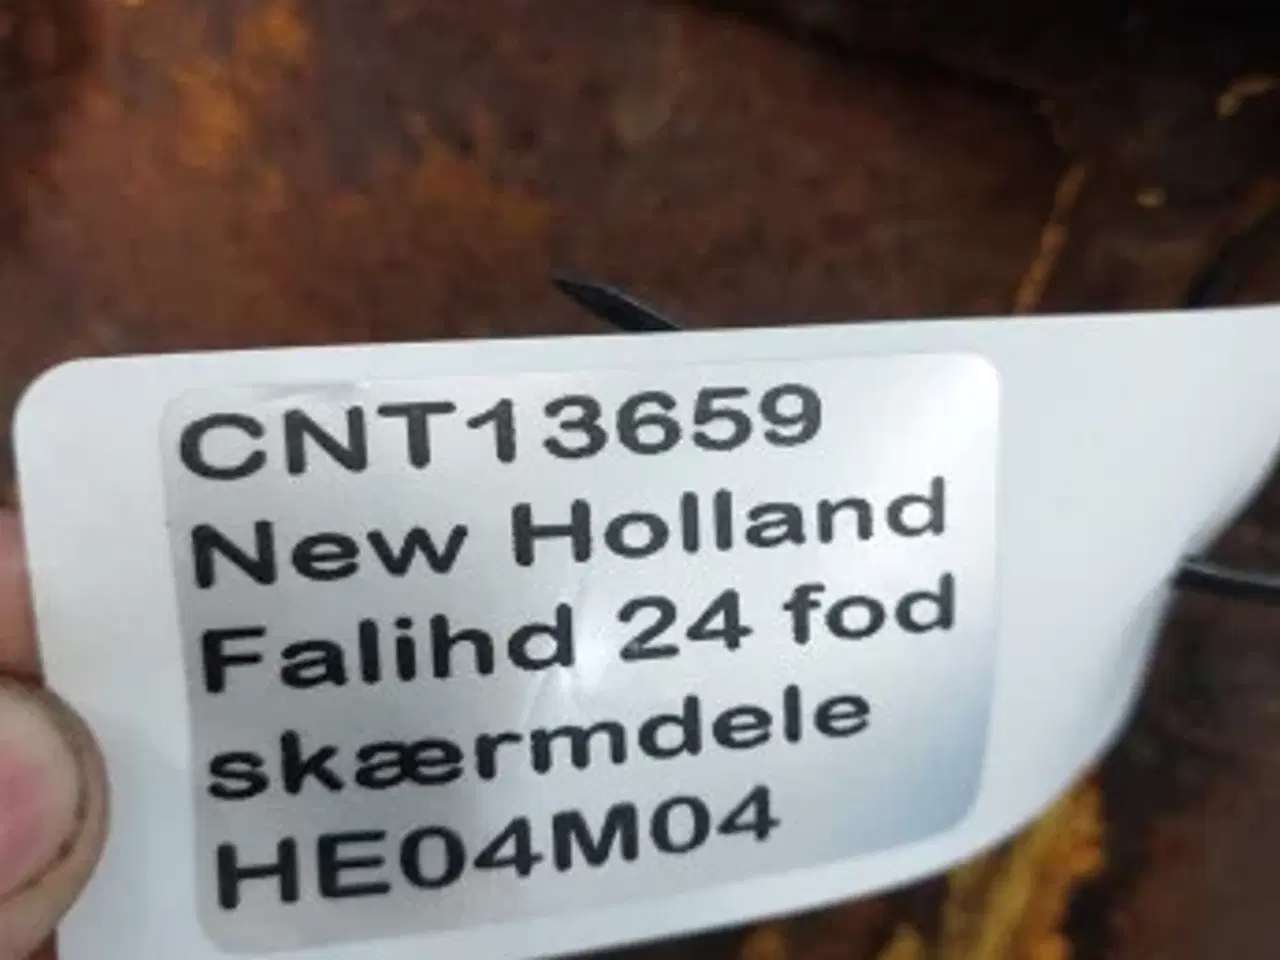 CNT13659
New Holland
Falihd 24 fod
skærmdele
HE04M04